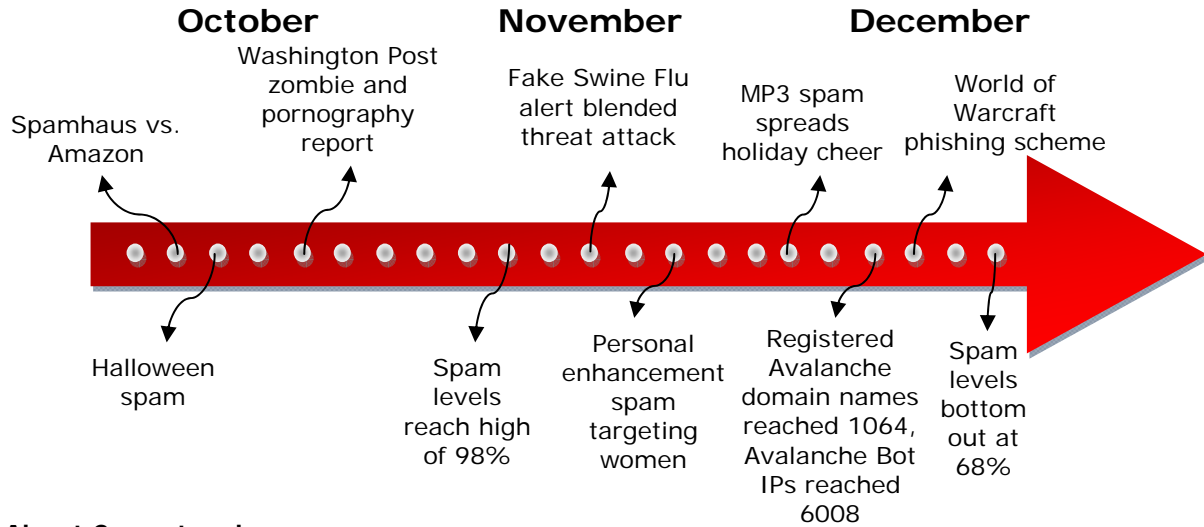 October
November
December
Spamhaus vs.
Amazon
Washington Post
zombie and
pornography
report
Fake Swine Flu
alert blended
threat attack
MP3 spam
spreads
holiday cheer
World of
Warcraft
phishing scheme
Halloween
spam
Spam
levels
reach high
of 98%
Personal
enhancement
spam
targeting
women
Registered
Avalanche
domain names
reached 1064,
Avalanche Bot
IPs reached
6008
Spam
levels
bottom
out at
68%